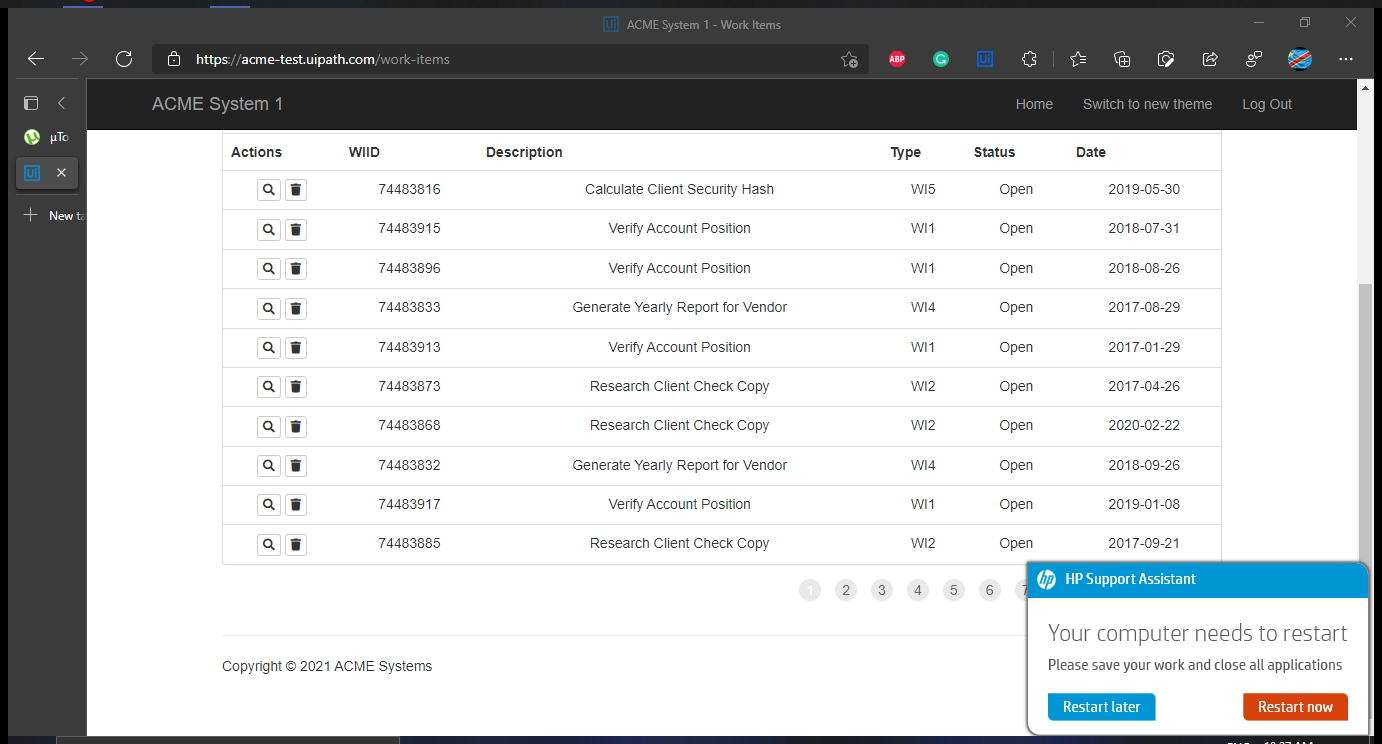 ACME System 1 - Work Items
https://acme-test.uipath.com/work-items
ABP
G
Ui
ACME System 1
Home
Switch to new theme
Log Out
µTo
Ui
New ta
Actions WIID Description Type Status Date
74483816 Calculate Client Security Hash WI5 Open 2019-05-30
74483915 Verify Account Position WI1 Open 2018-07-31
74483896 Verify Account Position WI1 Open 2018-08-26
74483833 Generate Yearly Report for Vendor WI4 Open 2017-08-29
74483913 Verify Account Position WI1 Open 2017-01-29
74483873 Research Client Check Copy WI2 Open 2017-04-26
74483868 Research Client Check Copy WI2 Open 2020-02-22
74483832 Generate Yearly Report for Vendor WI4 Open 2018-09-26
74483917 Verify Account Position WI1 Open 2019-01-08
74483885 Research Client Check Copy WI2 Open 2017-09-21
1 2 3 4 5 6 7
Copyright © 2021 ACME Systems
hp HP Support Assistant
Your computer needs to restart
Please save your work and close all applications
Restart later
Restart now